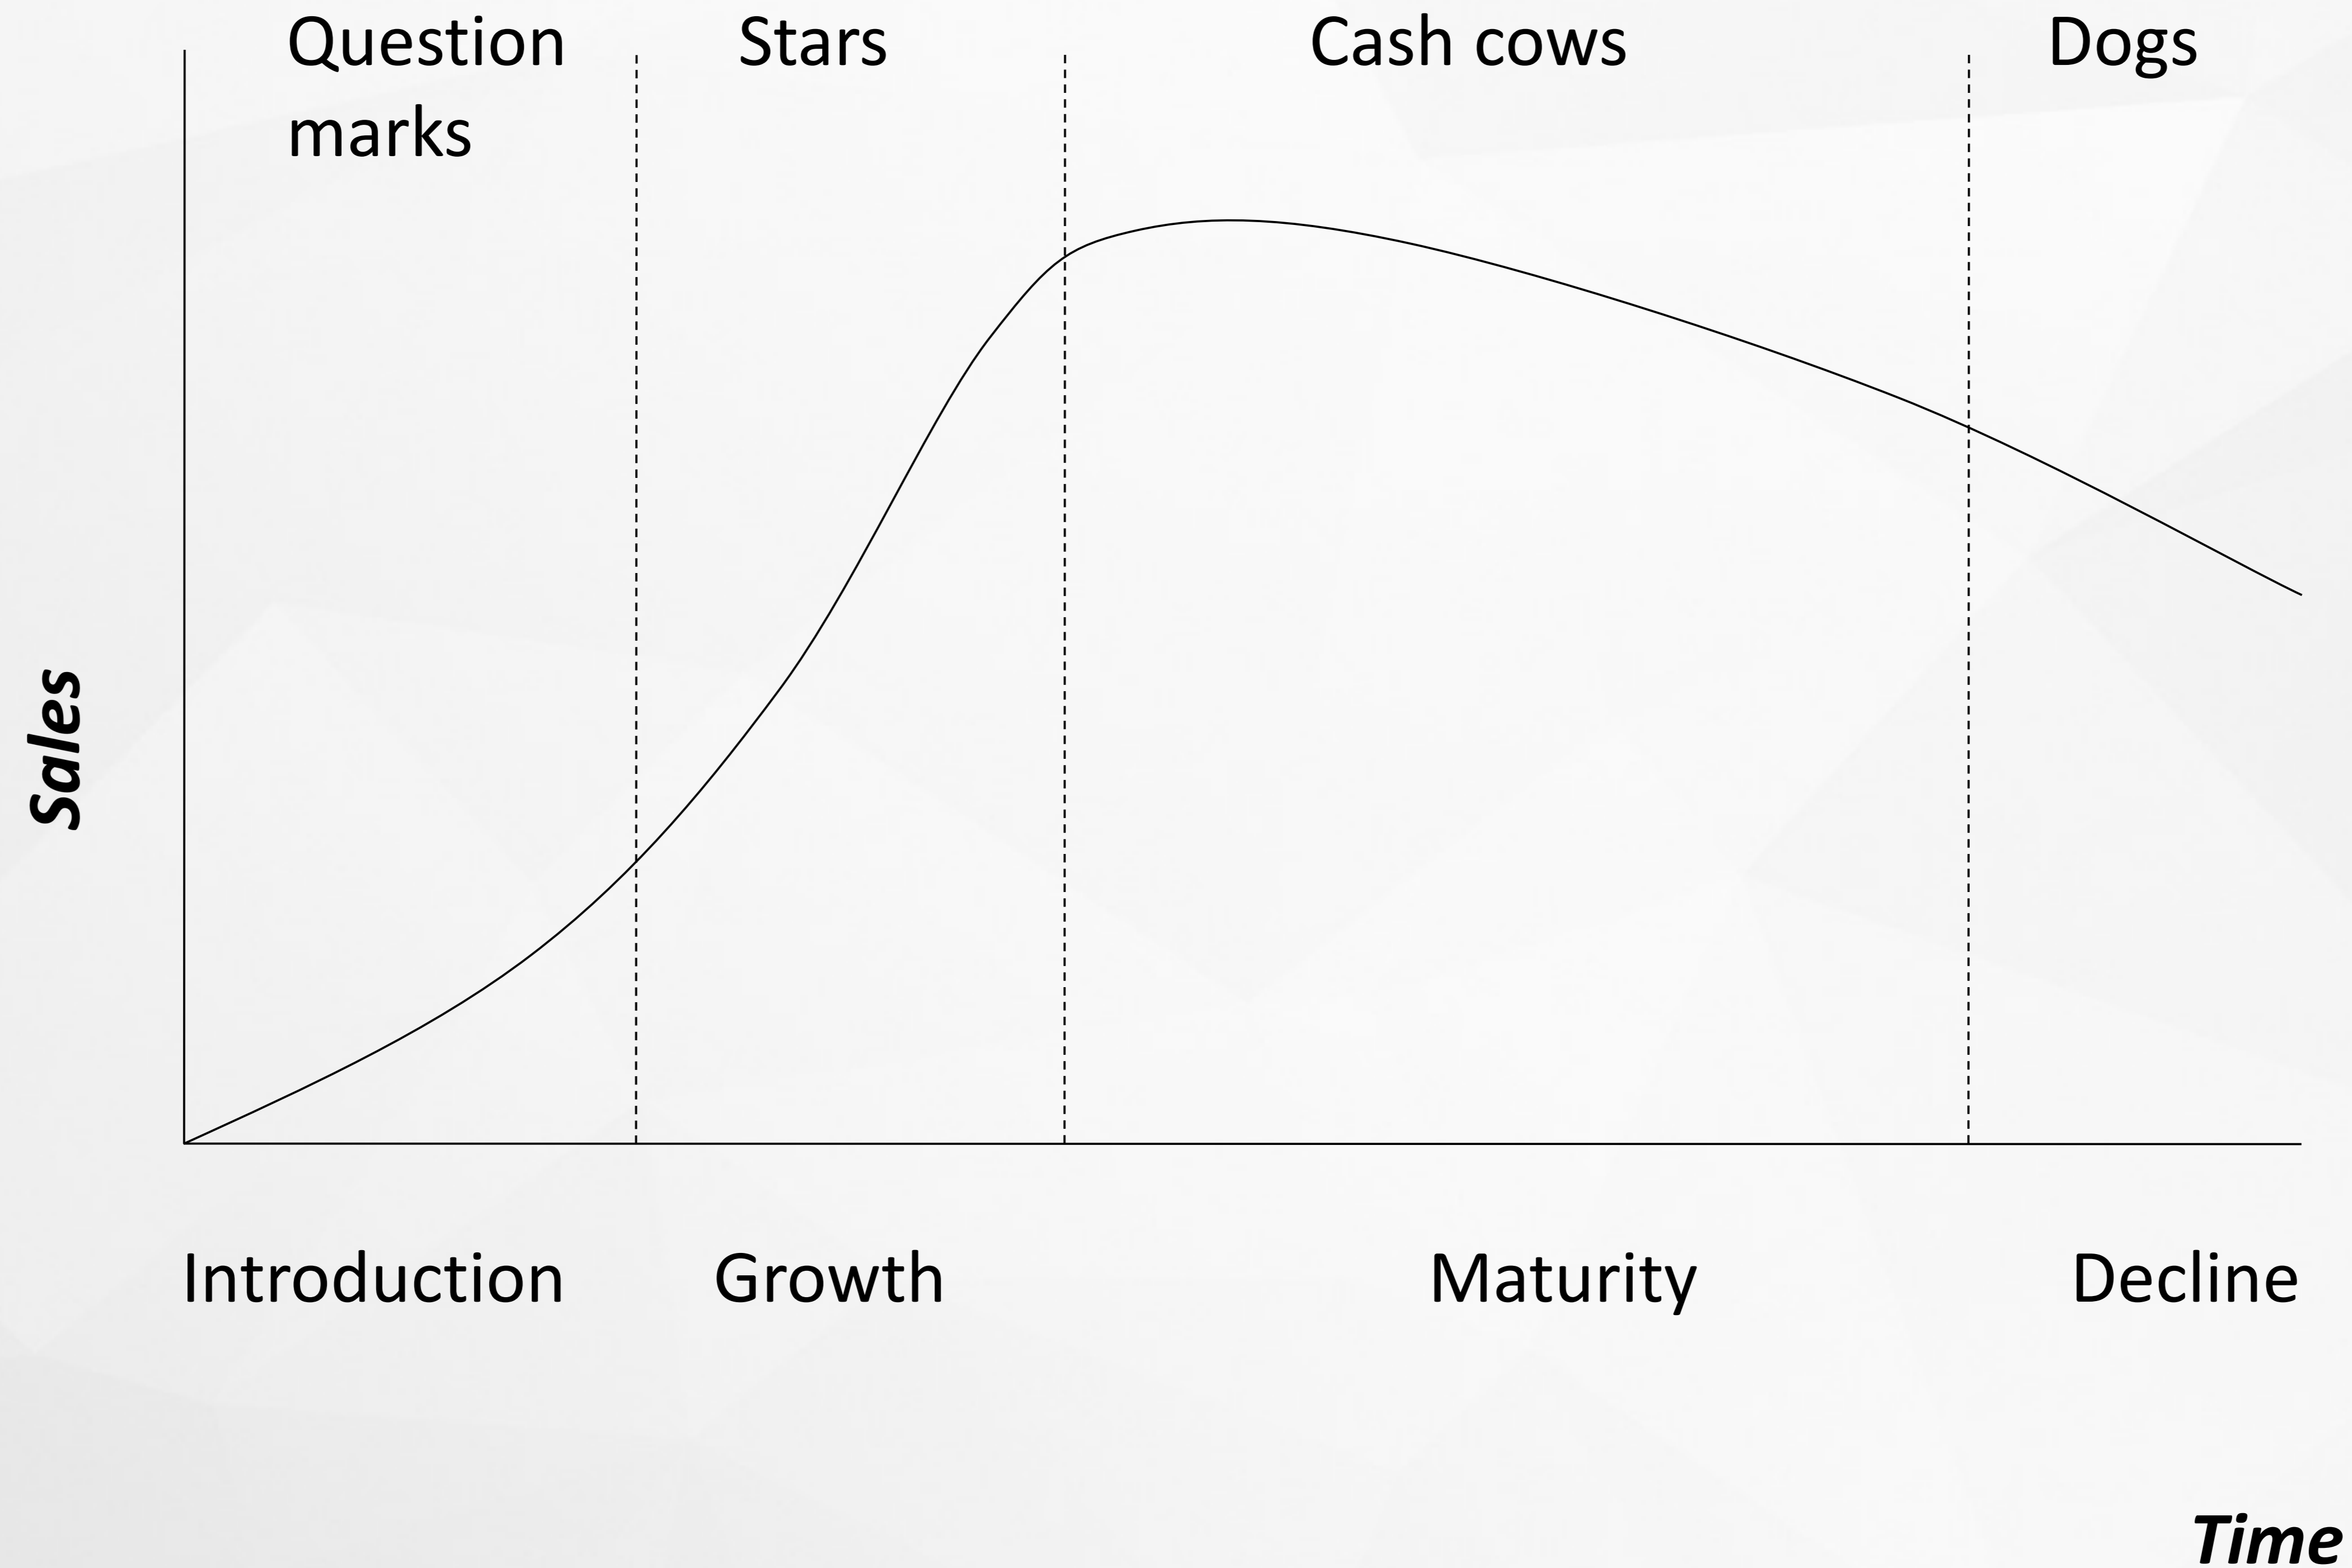 Question
marks
Stars
Cash cows
Dogs
Sales
Introduction
Growth
Maturity
Decline
Time